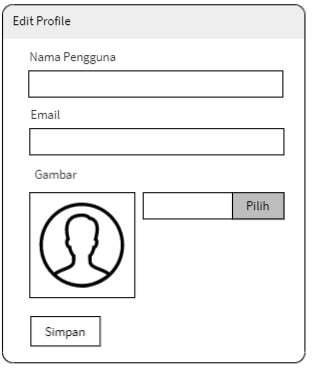 Edit Profile
Nama Pengguna
Email
Gambar
Pilih
Simpan